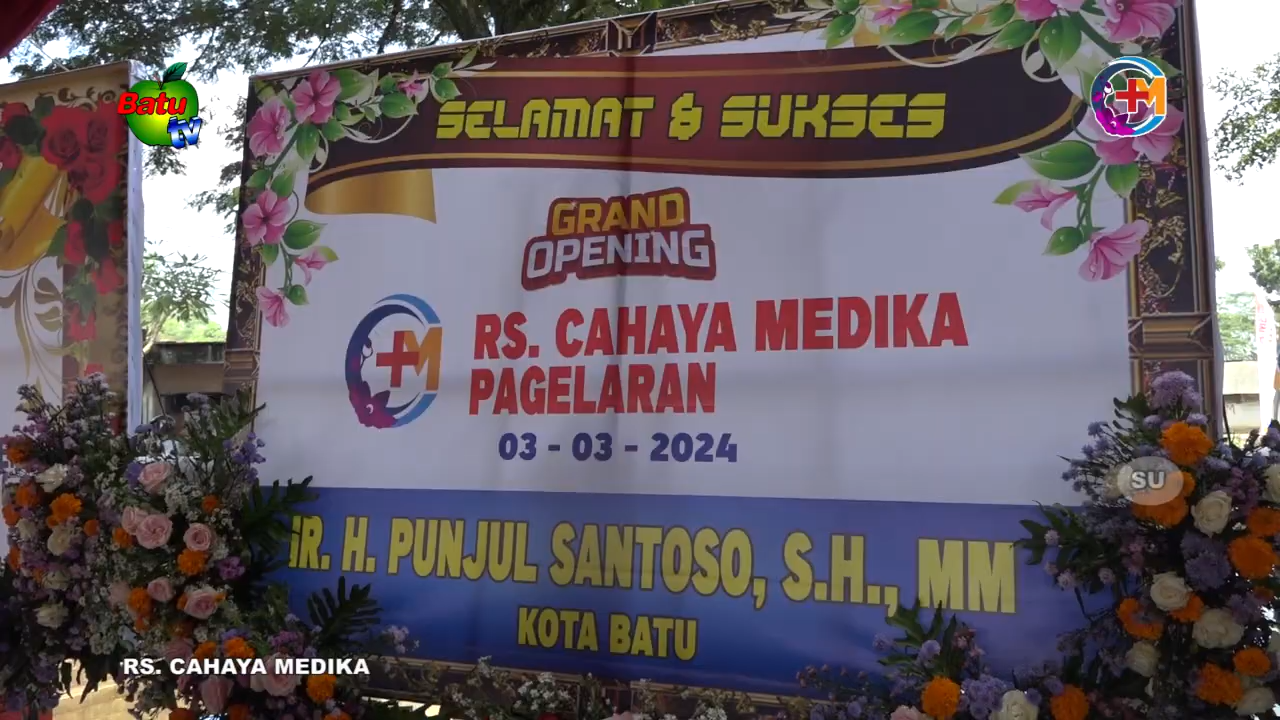 Batu
tv
+M
SELAMAT & SUKSES
GRAND
OPENING
+M
RS. CAHAYA MEDIKA
PAGELARAN
03 - 03 - 2024
SU
IR. H. PUNJUL SANTOSO, S.H., MM
KOTA BATU
RS. CAHAYA MEDIKA